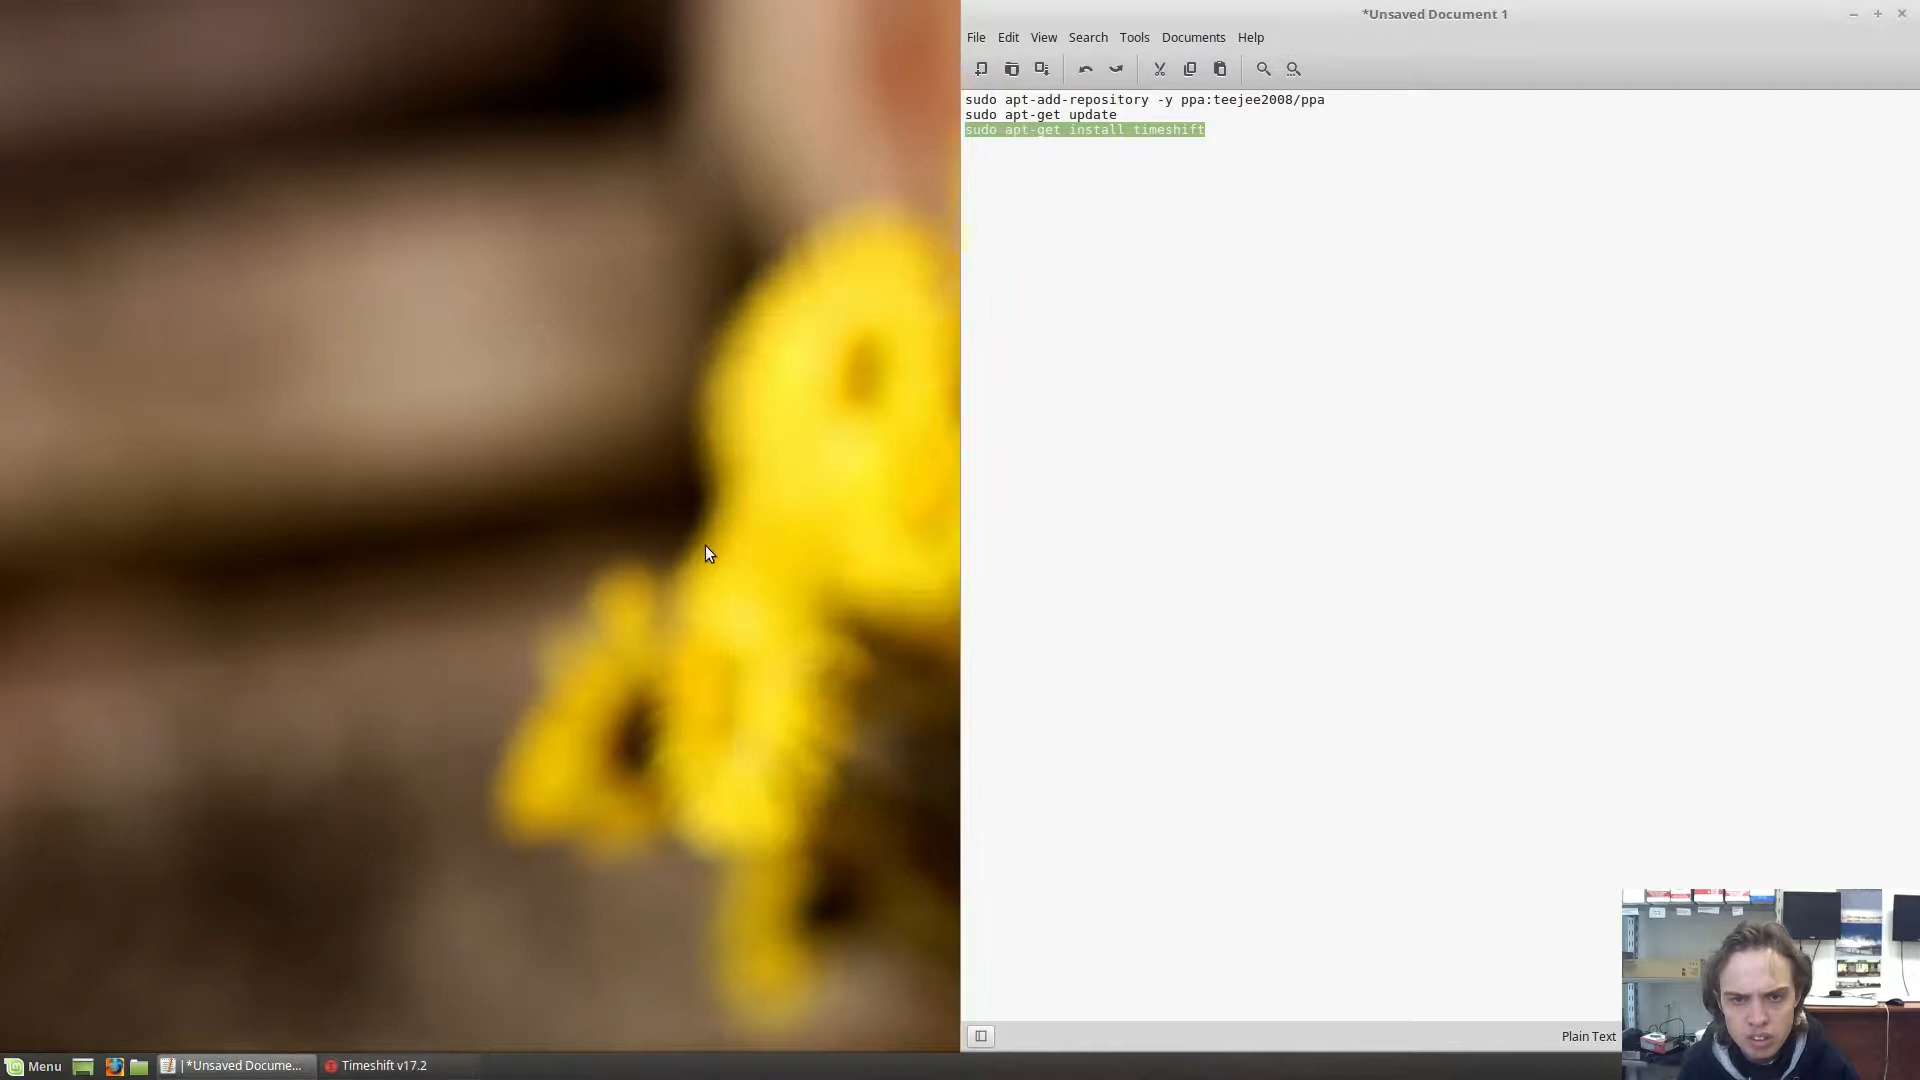 *Unsaved Document 1
File Edit View Search Tools Documents Help
sudo apt-add-repository -y ppa:teejee2008/ppa
sudo apt-get update
sudo apt-get install timeshift
Plain Text
Menu
*Unsaved Docume...
Timeshift v17.2